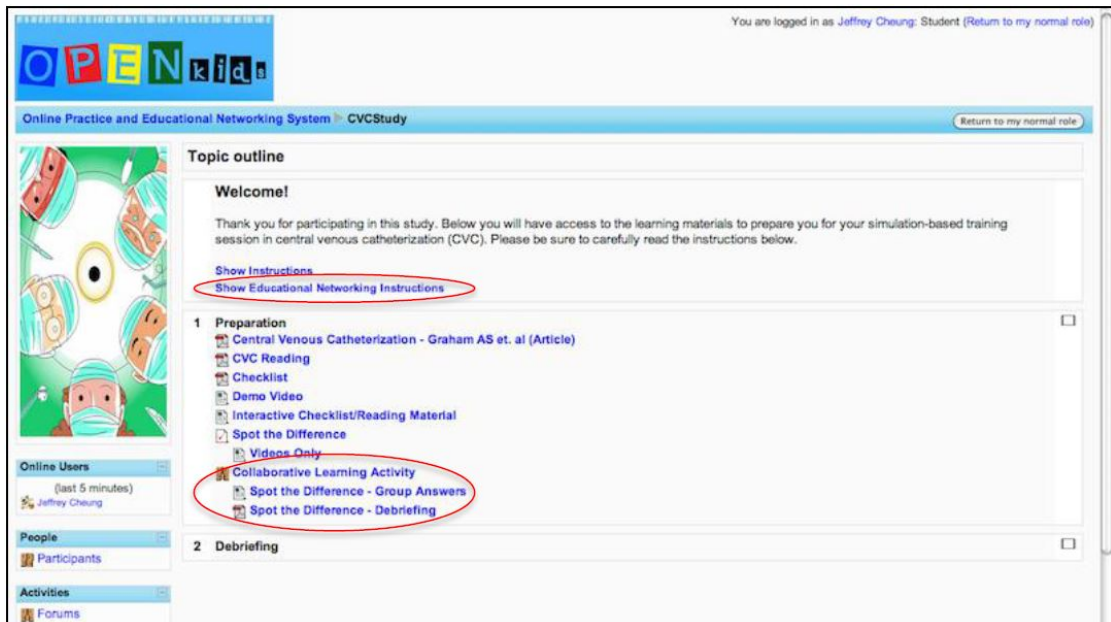 You are logged in as Jeffrey Cheung: Student (Return to my normal role)
OPEN kids
Online Practice and Educational Networking System ▶ CVCStudy
Return to my normal role
Topic outline
Welcome!
Thank you for participating in this study. Below you will have access to the learning materials to prepare you for your simulation-based training
session in central venous catheterization (CVC). Please be sure to carefully read the instructions below.
Show Instructions
Show Educational Networking Instructions
1 Preparation
Central Venous Catheterization - Graham AS et. al (Article)
CVC Reading
Checklist
Demo Video
Interactive Checklist/Reading Material
Spot the Difference
Videos Only
Collaborative Learning Activity
Spot the Difference - Group Answers
Spot the Difference - Debriefing
2 Debriefing
Online Users
(last 5 minutes)
Jeffrey Cheung
People
Participants
Activities
Forums